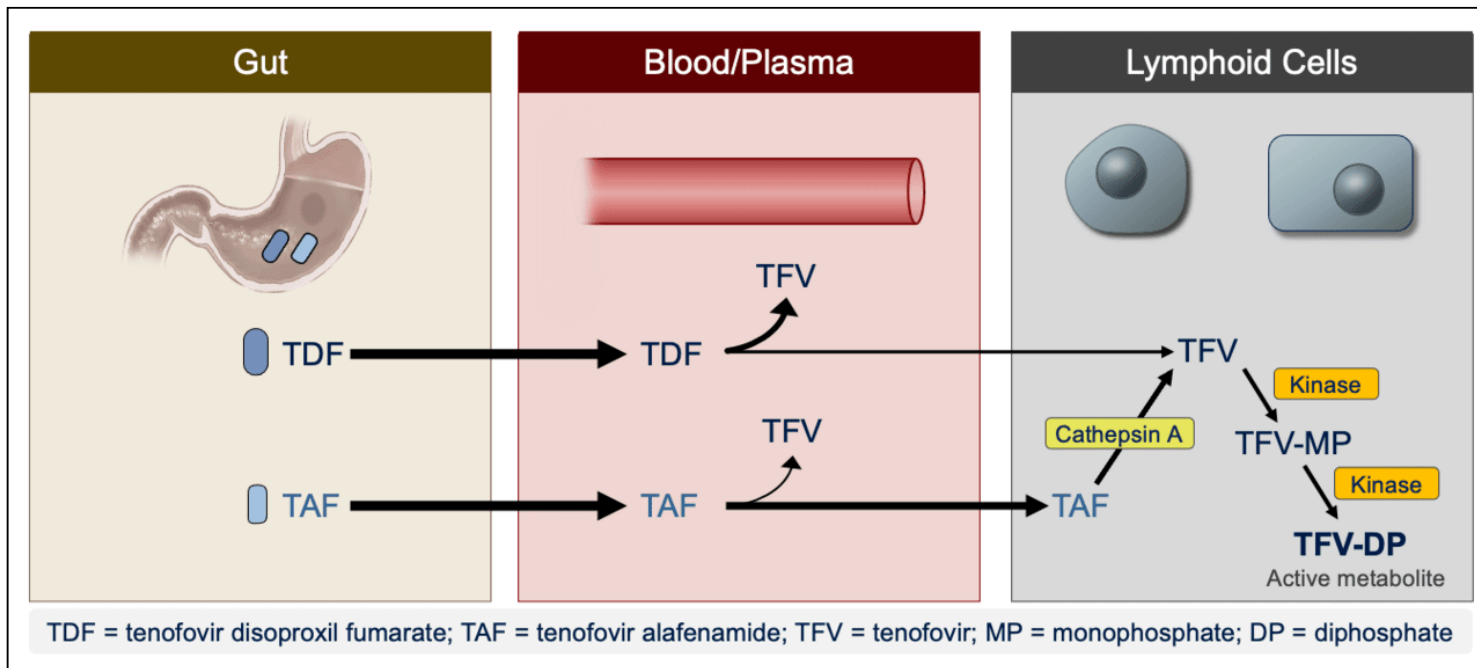 Gut
Blood/Plasma
Lymphoid Cells
TFV
TDF
TDF
TFV
Kinase
Cathepsin A
TFV
TFV-MP
Kinase
TAF
TAF
TAF
TFV-DP
Active metabolite
TDF = tenofovir disoproxil fumarate; TAF = tenofovir alafenamide; TFV = tenofovir; MP = monophosphate; DP = diphosphate